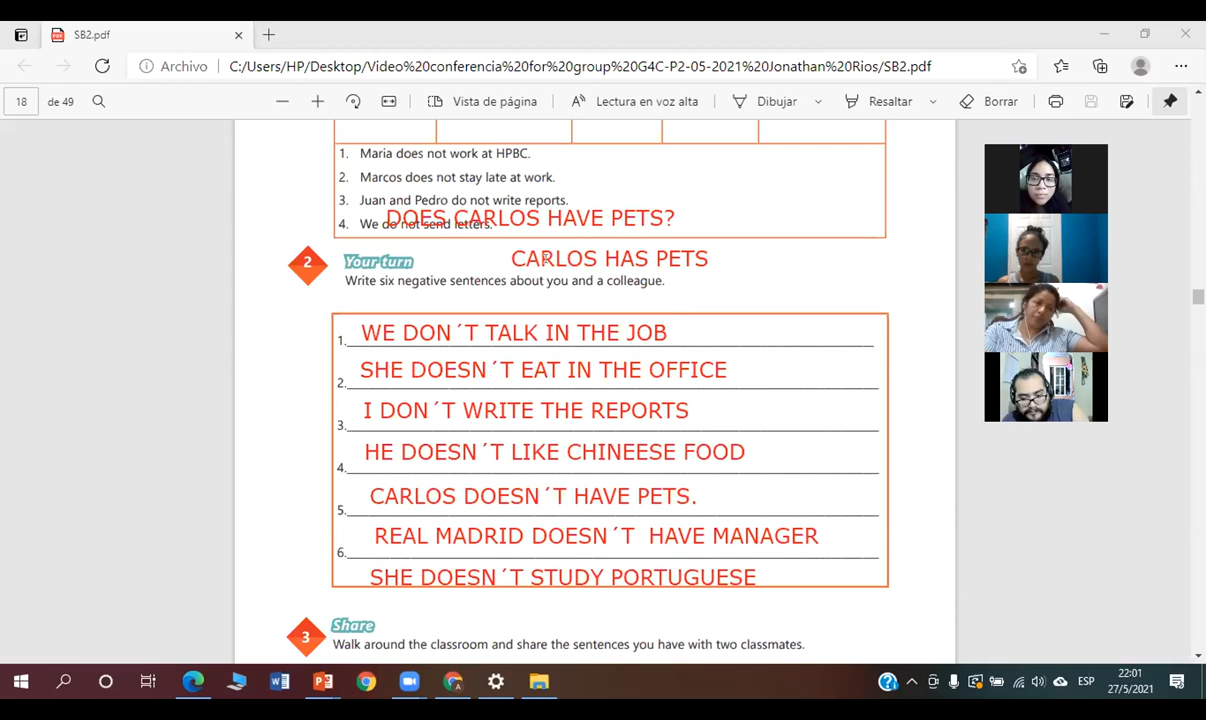 SB2.pdf
Archivo C:/Users/HP/Desktop/Video%20conferencia%20for%20group%20G4C-P2-05-2021%20Jonathan%20Rios/SB2.pdf
18 de 49 Vista de página Lectura en voz alta Dibujar Resaltar Borrar
1. Maria does not work at HPBC.
2. Marcos does not stay late at work.
3. Juan and Pedro do not write reports.
DOES CARLOS HAVE PETS?
4. We do not send letters.
CARLOS HAS PETS
2 Your turn
Write six negative sentences about you and a colleague.
1. WE DON´T TALK IN THE JOB
2. SHE DOESN´T EAT IN THE OFFICE
3. I DON´T WRITE THE REPORTS
4. HE DOESN´T LIKE CHINEESE FOOD
5. CARLOS DOESN´T HAVE PETS.
6. REAL MADRID DOESN´T HAVE MANAGER
SHE DOESN´T STUDY PORTUGUESE
3 Share
Walk around the classroom and share the sentences you have with two classmates.
ESP
22:01
27/5/2021